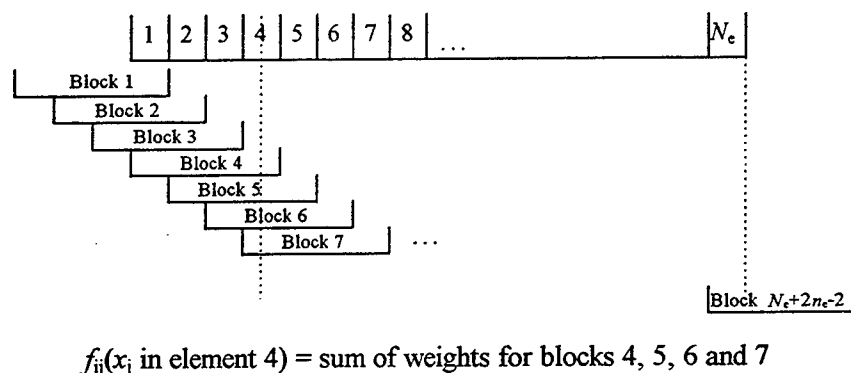 1 2 3 4 5 6 7 8 ... Nₑ
Block 1
Block 2
Block 3
Block 4
Block 5
Block 6
Block 7 ...
Block Nₑ+2nₑ-2
fᵢⱼ(xⱼ in element 4) = sum of weights for blocks 4, 5, 6 and 7